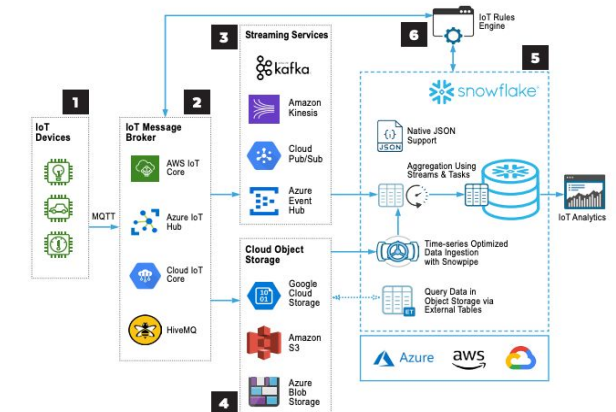 1
IoT
Devices
MQTT
2
IoT Message
Broker
AWS IoT
Core
Azure IoT
Hub
Cloud IoT
Core
HiveMQ
3
Streaming Services
kafka
Amazon
Kinesis
Cloud
Pub/Sub
Azure
Event
Hub
Cloud Object
Storage
10
01
Google
Cloud
Storage
Amazon
S3
Azure
Blob
Storage
4
6
IoT Rules
Engine
5
snowflake®
{i}
JSON
Native JSON
Support
Aggregation Using
Streams & Tasks
Time-series Optimized
Data Ingestion
with Snowpipe
ET
Query Data in
Object Storage via
External Tables
IoT Analytics
Azure
aws